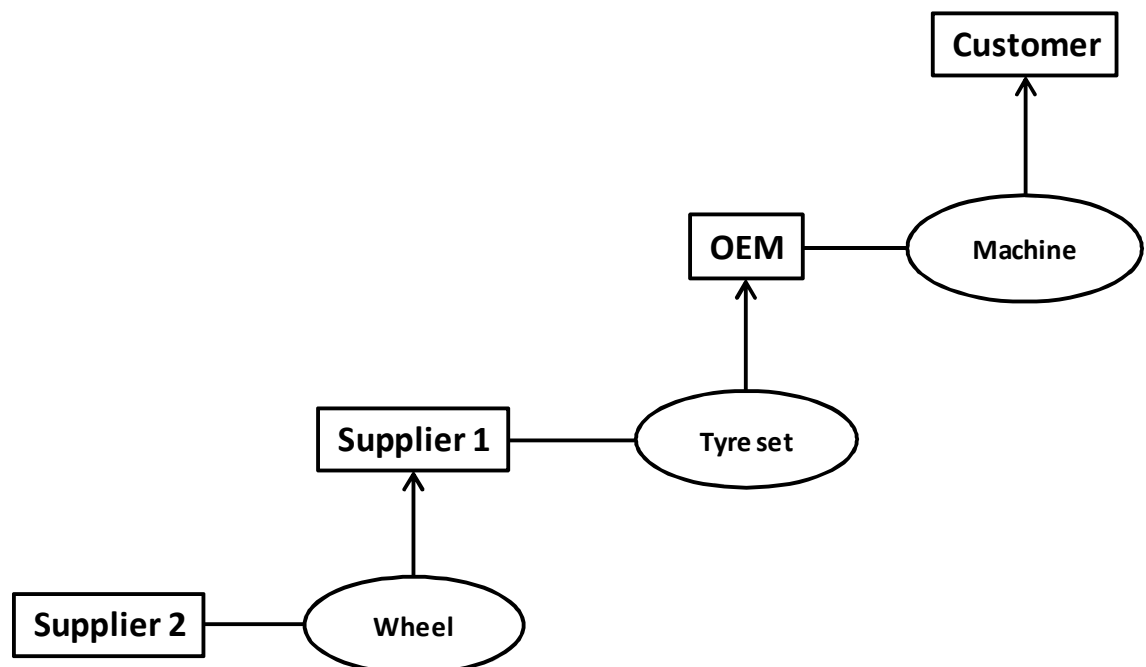 Customer
OEM
Machine
Supplier 1
Tyre set
Supplier 2
Wheel